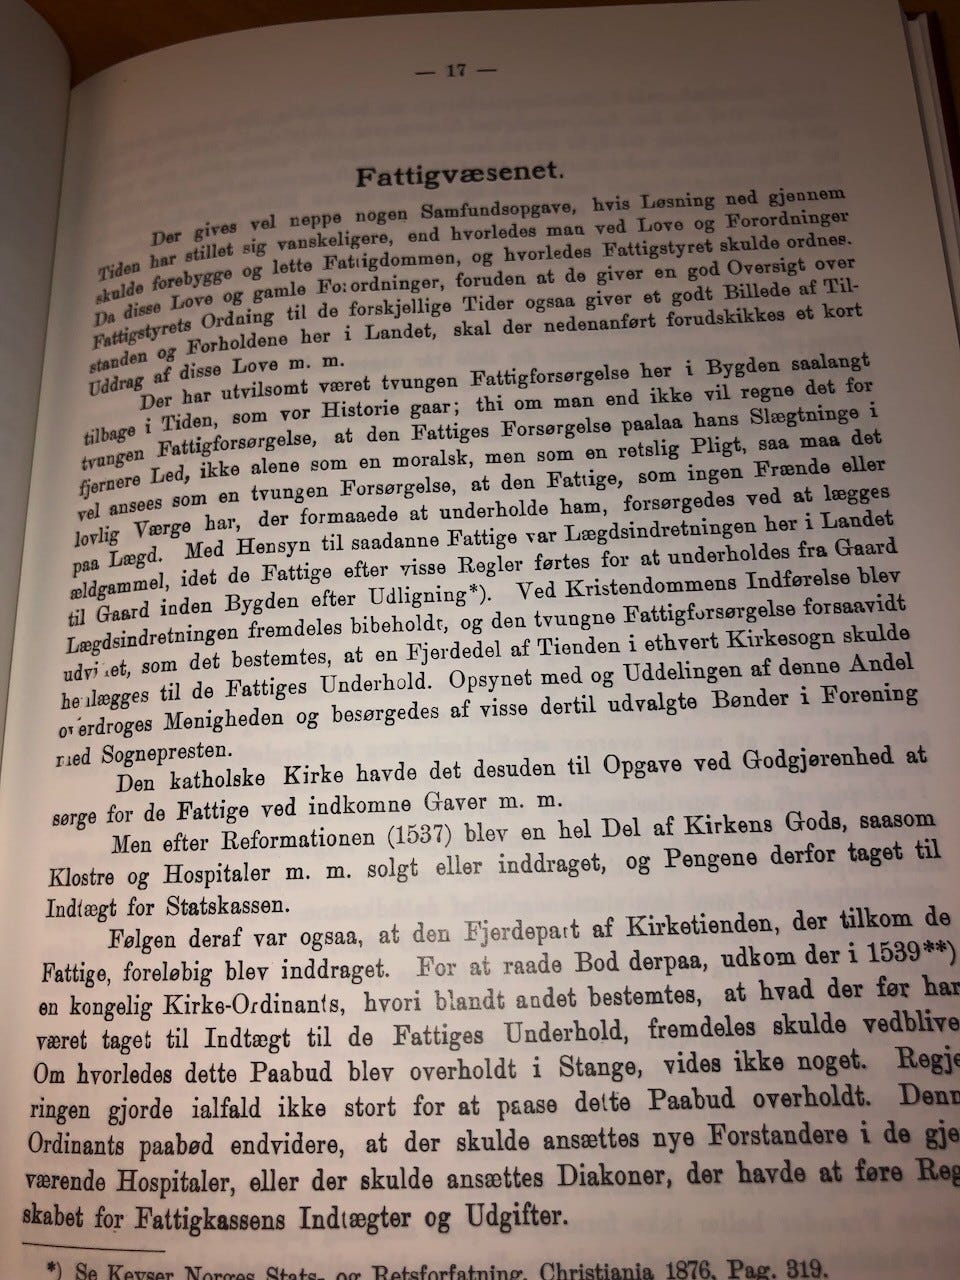 — 17 —
Fattigvæsenet.
Der gives vel neppe nogen Samfundsopgave, hvis Løsning ned gjennem
Tiden har stillet sig vanskeligere, end hvorledes man ved Love og Forordninger
skulde forebygge og lette Fattigdommen, og hvorledes Fattigstyret skulde ordnes.
Da disse Love og gamle Forordninger, foruden at de giver en god Oversigt over
Fattigstyrets Ordning til de forskjellige Tider ogsaa giver et godt Billede af Til-
standen og Forholdene her i Landet, skal der nedenanført forudskikkes et kort
Uddrag af disse Love m. m.
Der har utvilsomt været tvungen Fattigforsørgelse her i Bygden saalangt
tilbage i Tiden, som vor Historie gaar; thi om man end ikke vil regne det for
tvungen Fattigforsørgelse, at den Fattiges Forsørgelse paalaa hans Slægtninge i
fjernere Led, ikke alene som en moralsk, men som en retslig Pligt, saa maa det
vel ansees som en tvungen Forsørgelse, at den Fattige, som ingen Frænde eller
lovlig Værge har, der formaaede at underholde ham, forsørgedes ved at lægges
paa Lægd. Med Hensyn til saadanne Fattige var Lægdsindretningen her i Landet
ældgammel, idet de Fattige efter visse Regler førtes for at underholdes fra Gaard
til Gaard inden Bygden efter Udligning*). Ved Kristendommens Indførelse blev
Lægdsindretningen fremdeles bibeholdt, og den tvungne Fattigforsørgelse forsaavidt
udvidet, som det bestemtes, at en Fjerdedel af Tienden i ethvert Kirkesogn skulde
henlægges til de Fattiges Underhold. Opsynet med og Uddelingen af denne Andel
overdroges Menigheden og besørgedes af visse dertil udvalgte Bønder i Forening
med Sognepresten.
Den katholske Kirke havde det desuden til Opgave ved Godgjørenhed at
sørge for de Fattige ved indkomne Gaver m. m.
Men efter Reformationen (1537) blev en hel Del af Kirkens Gods, saasom
Klostre og Hospitaler m. m. solgt eller inddraget, og Pengene derfor taget til
Indtægt for Statskassen.
Følgen deraf var ogsaa, at den Fjerdepart af Kirketienden, der tilkom de
Fattige, foreløbig blev inddraget. For at raade Bod derpaa, udkom der i 1539**)
en kongelig Kirke-Ordinants, hvori blandt andet bestemtes, at hvad der før har
været taget til Indtægt til de Fattiges Underhold, fremdeles skulde vedblive
Om hvorledes dette Paabud blev overholdt i Stange, vides ikke noget. Regje
ringen gjorde ialfald ikke stort for at paase dette Paabud overholdt. Denn
Ordinants paabød endvidere, at der skulde ansættes nye Forstandere i de gje
værende Hospitaler, eller der skulde ansættes Diakoner, der havde at føre Reg
skabet for Fattigkassens Indtægter og Udgifter.
*) Se Keyser Norges Stats- og Retsforfatning, Christiania 1876, Pag. 319.